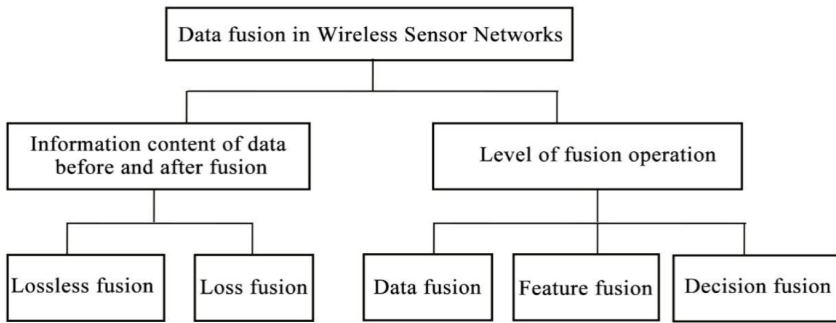 Data fusion in Wireless Sensor Networks
Information content of data
before and after fusion
Level of fusion operation
Lossless fusion
Loss fusion
Data fusion
Feature fusion
Decision fusion